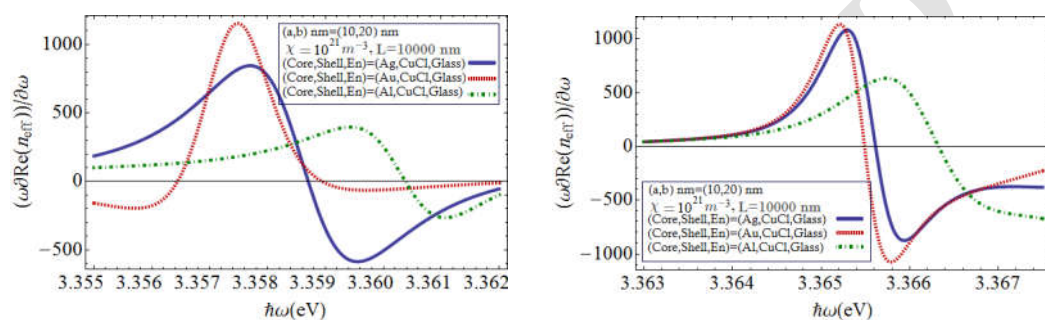 (ω∂Re(n_eff))/∂ω
1000
500
0
−500
(a,b) nm=(10,20) nm
χ = 10^21 m^−3, L=10000 nm
(Core,Shell,En)=(Ag,CuCl,Glass)
(Core,Shell,En)=(Au,CuCl,Glass)
(Core,Shell,En)=(Al,CuCl,Glass)
3.355 3.356 3.357 3.358 3.359 3.360 3.361 3.362
ħω(eV)
(ω∂Re(n_eff))/∂ω
1000
500
0
−500
−1000
(a,b) nm=(10,20) nm
χ = 10^21 m^−3, L=10000 nm
(Core,Shell,En)=(Ag,CuCl,Glass)
(Core,Shell,En)=(Au,CuCl,Glass)
(Core,Shell,En)=(Al,CuCl,Glass)
3.363 3.364 3.365 3.366 3.367
ħω(eV)